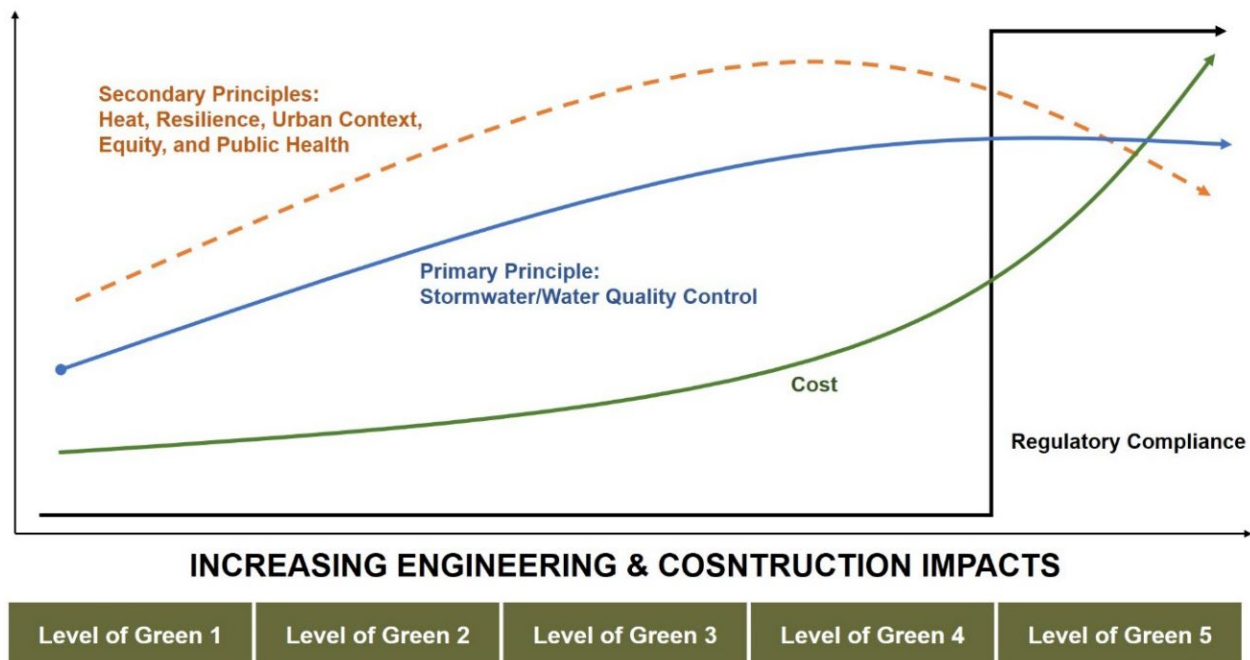 Secondary Principles:
Heat, Resilience, Urban Context,
Equity, and Public Health
Primary Principle:
Stormwater/Water Quality Control
Cost
Regulatory Compliance
INCREASING ENGINEERING & COSNTRUCTION IMPACTS
Level of Green 1
Level of Green 2
Level of Green 3
Level of Green 4
Level of Green 5